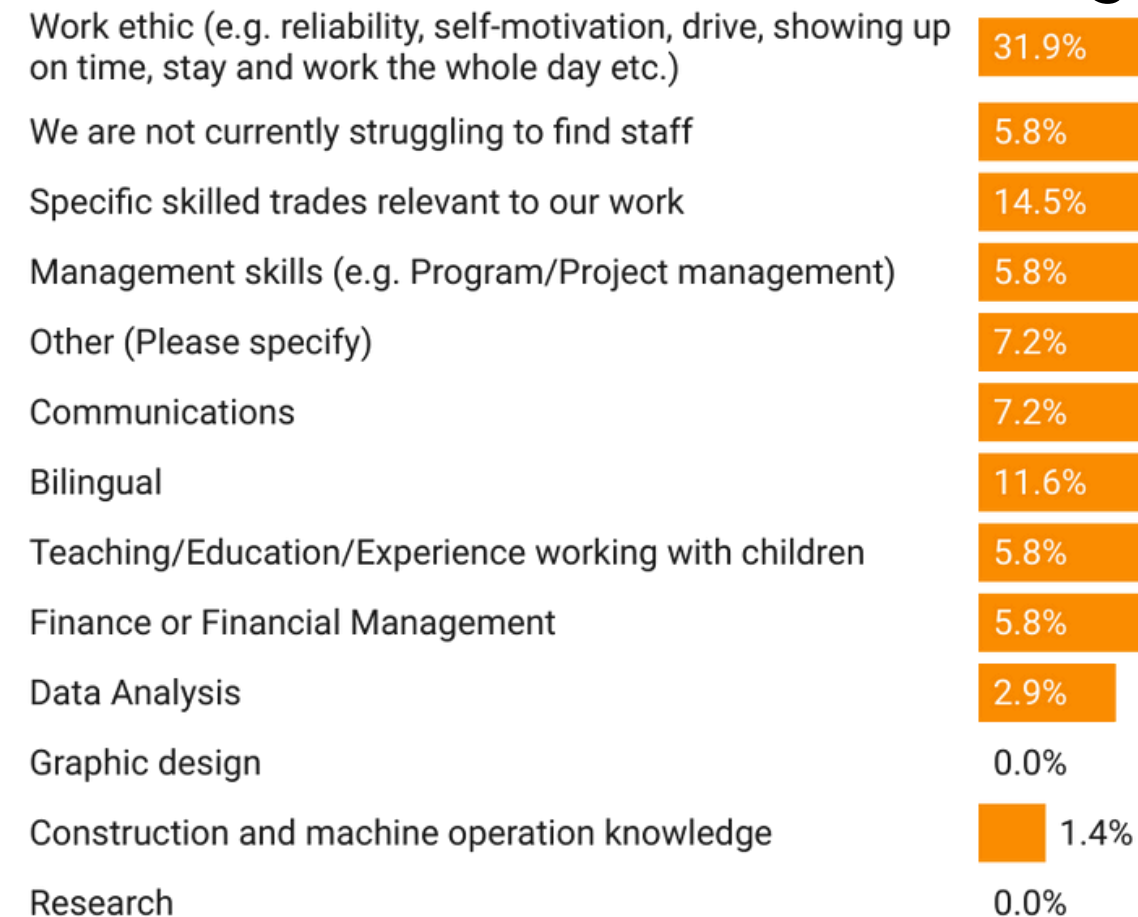 Work ethic (e.g. reliability, self-motivation, drive, showing up
on time, stay and work the whole day etc.)
31.9%
We are not currently struggling to find staff
5.8%
Specific skilled trades relevant to our work
14.5%
Management skills (e.g. Program/Project management)
5.8%
Other (Please specify)
7.2%
Communications
7.2%
Bilingual
11.6%
Teaching/Education/Experience working with children
5.8%
Finance or Financial Management
5.8%
Data Analysis
2.9%
Graphic design
0.0%
Construction and machine operation knowledge
1.4%
Research
0.0%